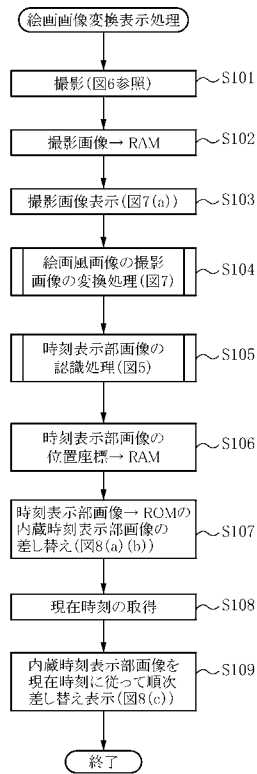 絵画画像変換表示処理
撮影(図6参照)
S101
撮影画像→RAM
S102
撮影画像表示(図7(a))
S103
絵画風画像の撮影
画像の変換処理(図7)
S104
時刻表示部画像の
認識処理(図5)
S105
時刻表示部画像の
位置座標→RAM
S106
時刻表示部画像→ROMの
内蔵時刻表示部画像の
差し替え(図8(a)(b))
S107
現在時刻の取得
S108
内蔵時刻表示部画像を
現在時刻に従って順次
差し替え表示(図8(c))
S109
終了